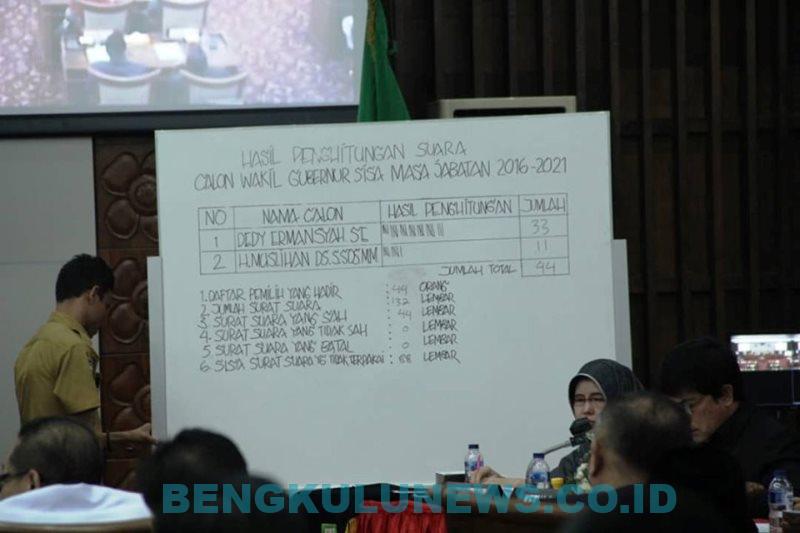 HASIL PENGHITUNGAN SUARA
CALON WAKIL GUBERNUR SISA MASA JABATAN 2016-2021
NO NAMA CALON HASIL PENGHITUNGAN JUMLAH
1 DEDY ERMANSYAH SE 33
2 H.MUSLIHAN DS.S.SOS.MM 11
JUMLAH TOTAL 44
1. DAFTAR PEMILIH YANG HADIR : 44 ORANG
2. JUMLAH SURAT SUARA : 132 LEMBAR
3. SURAT SUARA YANG SAH : 44 LEMBAR
4. SURAT SUARA YANG TIDAK SAH : 0 LEMBAR
5. SURAT SUARA YANG BATAL : 0 LEMBAR
6. SISTA SURAT SUARA YG TIDAK TERPAKAI : 88 LEMBAR
BENGKULUNEWS.CO.ID